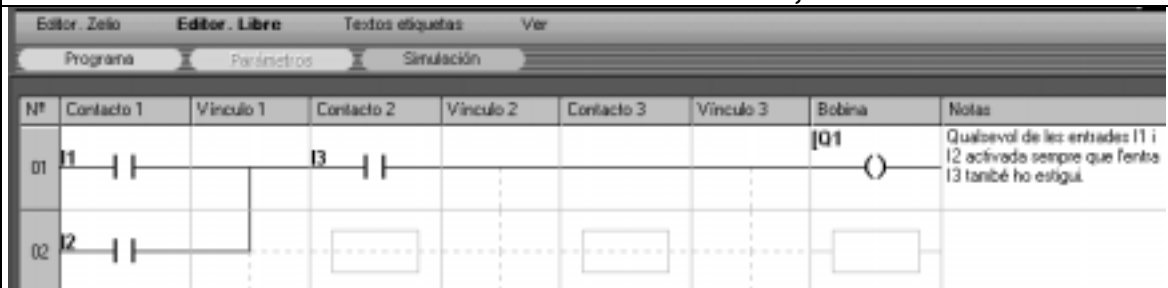 Editor. Zelio Editor. Libre Textos etiquetas Ver
Programa Parámetros Simulación
Nº Contacto 1 Vínculo 1 Contacto 2 Vínculo 2 Contacto 3 Vínculo 3 Bobina Notas
01 I1 I3 [Q1 Qualsevol de les entrades I1 i
I2 activada sempre que l'entra
I3 també ho estigui.
02 I2